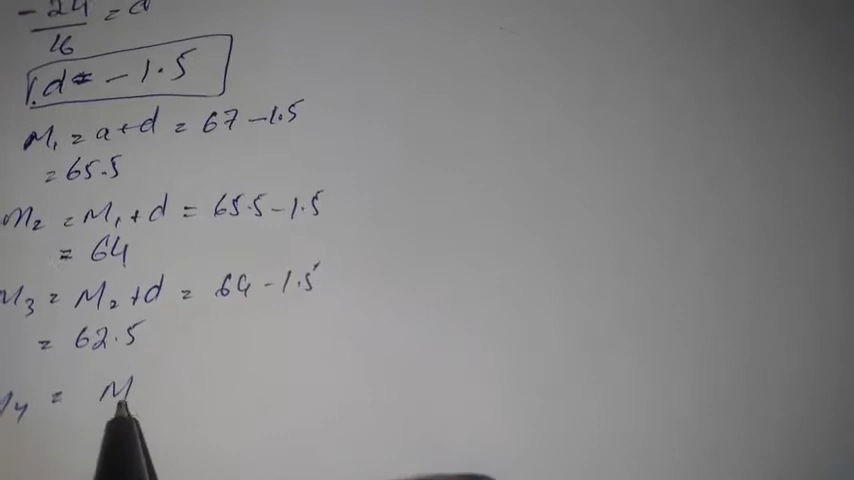 -24/16 = d
d = -1.5
M₁ = a+d = 67 -1.5
= 65.5
M₂ = M₁+d = 65.5 -1.5
= 64
M₃ = M₂+d = 64 -1.5
= 62.5
M₄ = M